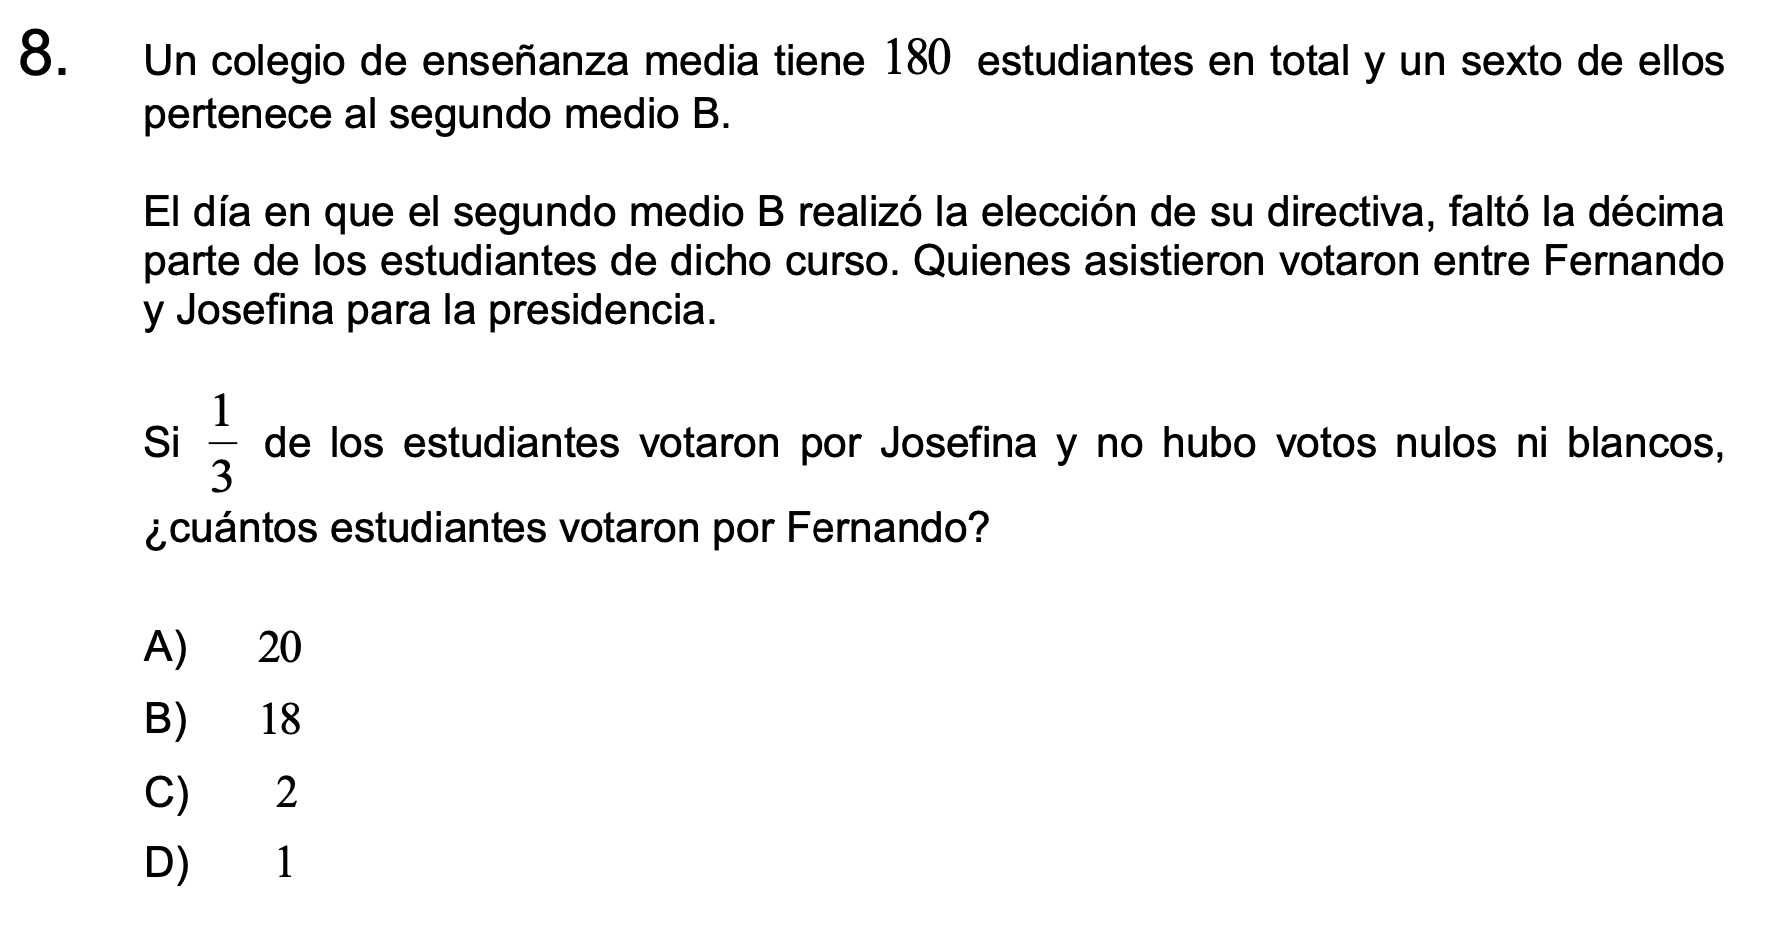 8. Un colegio de enseñanza media tiene 180 estudiantes en total y un sexto de ellos
pertenece al segundo medio B.
El día en que el segundo medio B realizó la elección de su directiva, faltó la décima
parte de los estudiantes de dicho curso. Quienes asistieron votaron entre Fernando
y Josefina para la presidencia.
Si 1/3 de los estudiantes votaron por Josefina y no hubo votos nulos ni blancos,
¿cuántos estudiantes votaron por Fernando?
A) 20
B) 18
C) 2
D) 1